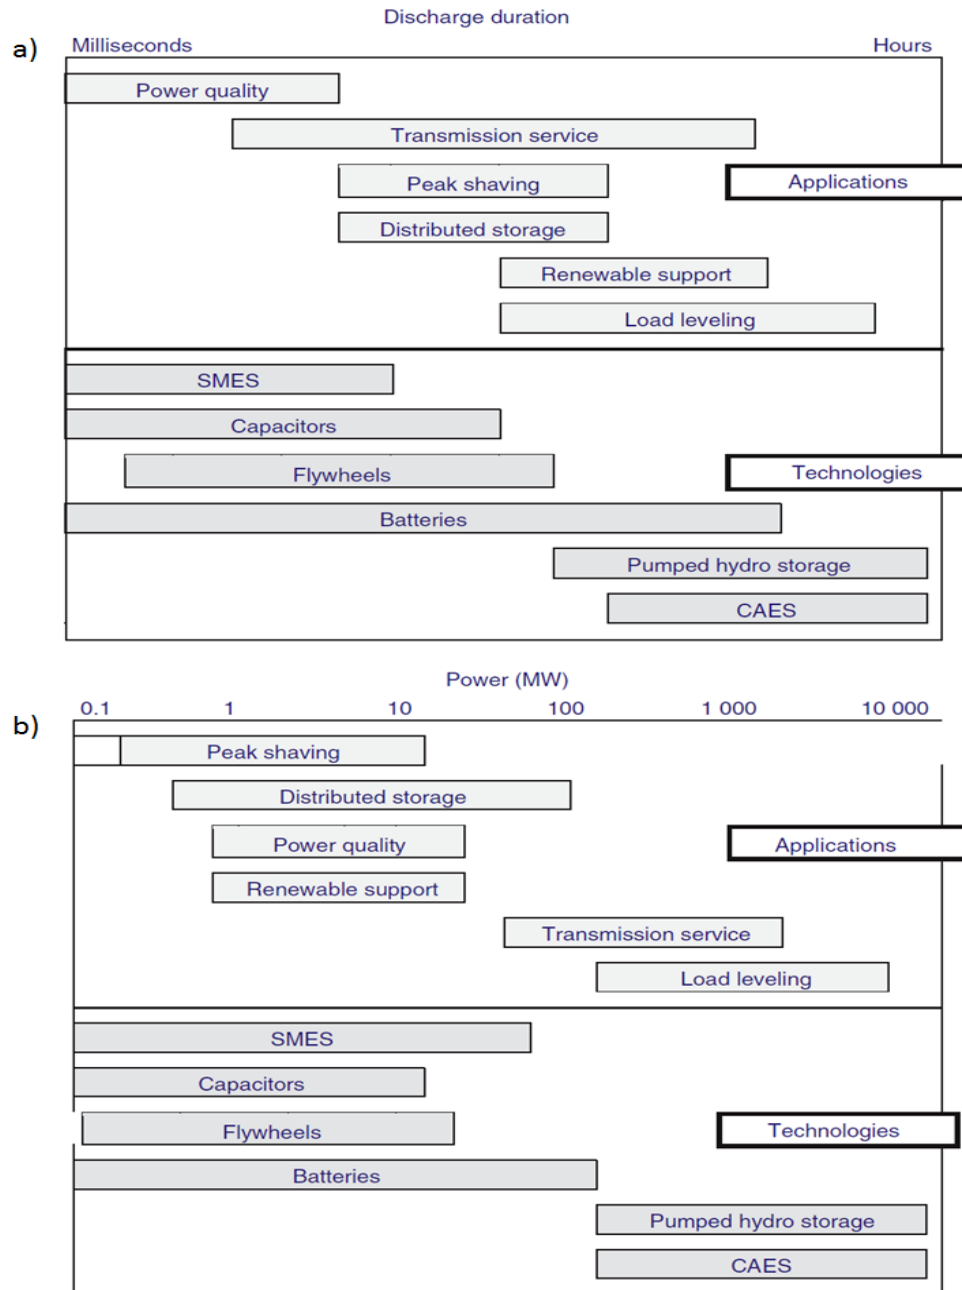 Discharge duration
a)
Milliseconds Hours
Power quality
Transmission service
Peak shaving
Applications
Distributed storage
Renewable support
Load leveling
SMES
Capacitors
Flywheels
Technologies
Batteries
Pumped hydro storage
CAES
Power (MW)
b)
0.1 1 10 100 1 000 10 000
Peak shaving
Distributed storage
Power quality
Applications
Renewable support
Transmission service
Load leveling
SMES
Capacitors
Flywheels
Technologies
Batteries
Pumped hydro storage
CAES